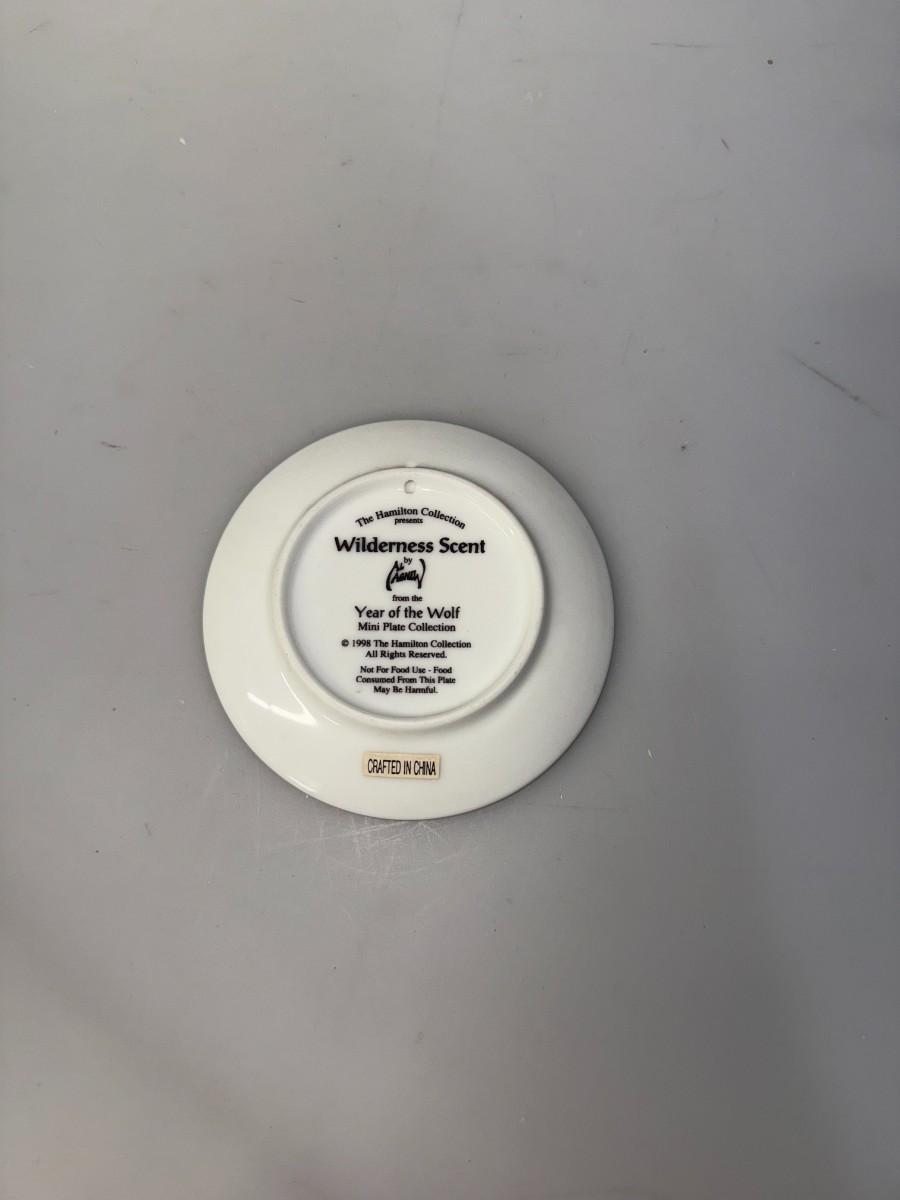 The Hamilton Collection
presents
Wilderness Scent
by
AL
AGNEW
from the
Year of the Wolf
Mini Plate Collection
© 1998 The Hamilton Collection
All Rights Reserved.
Not For Food Use - Food
Consumed From This Plate
May Be Harmful.
CRAFTED IN CHINA